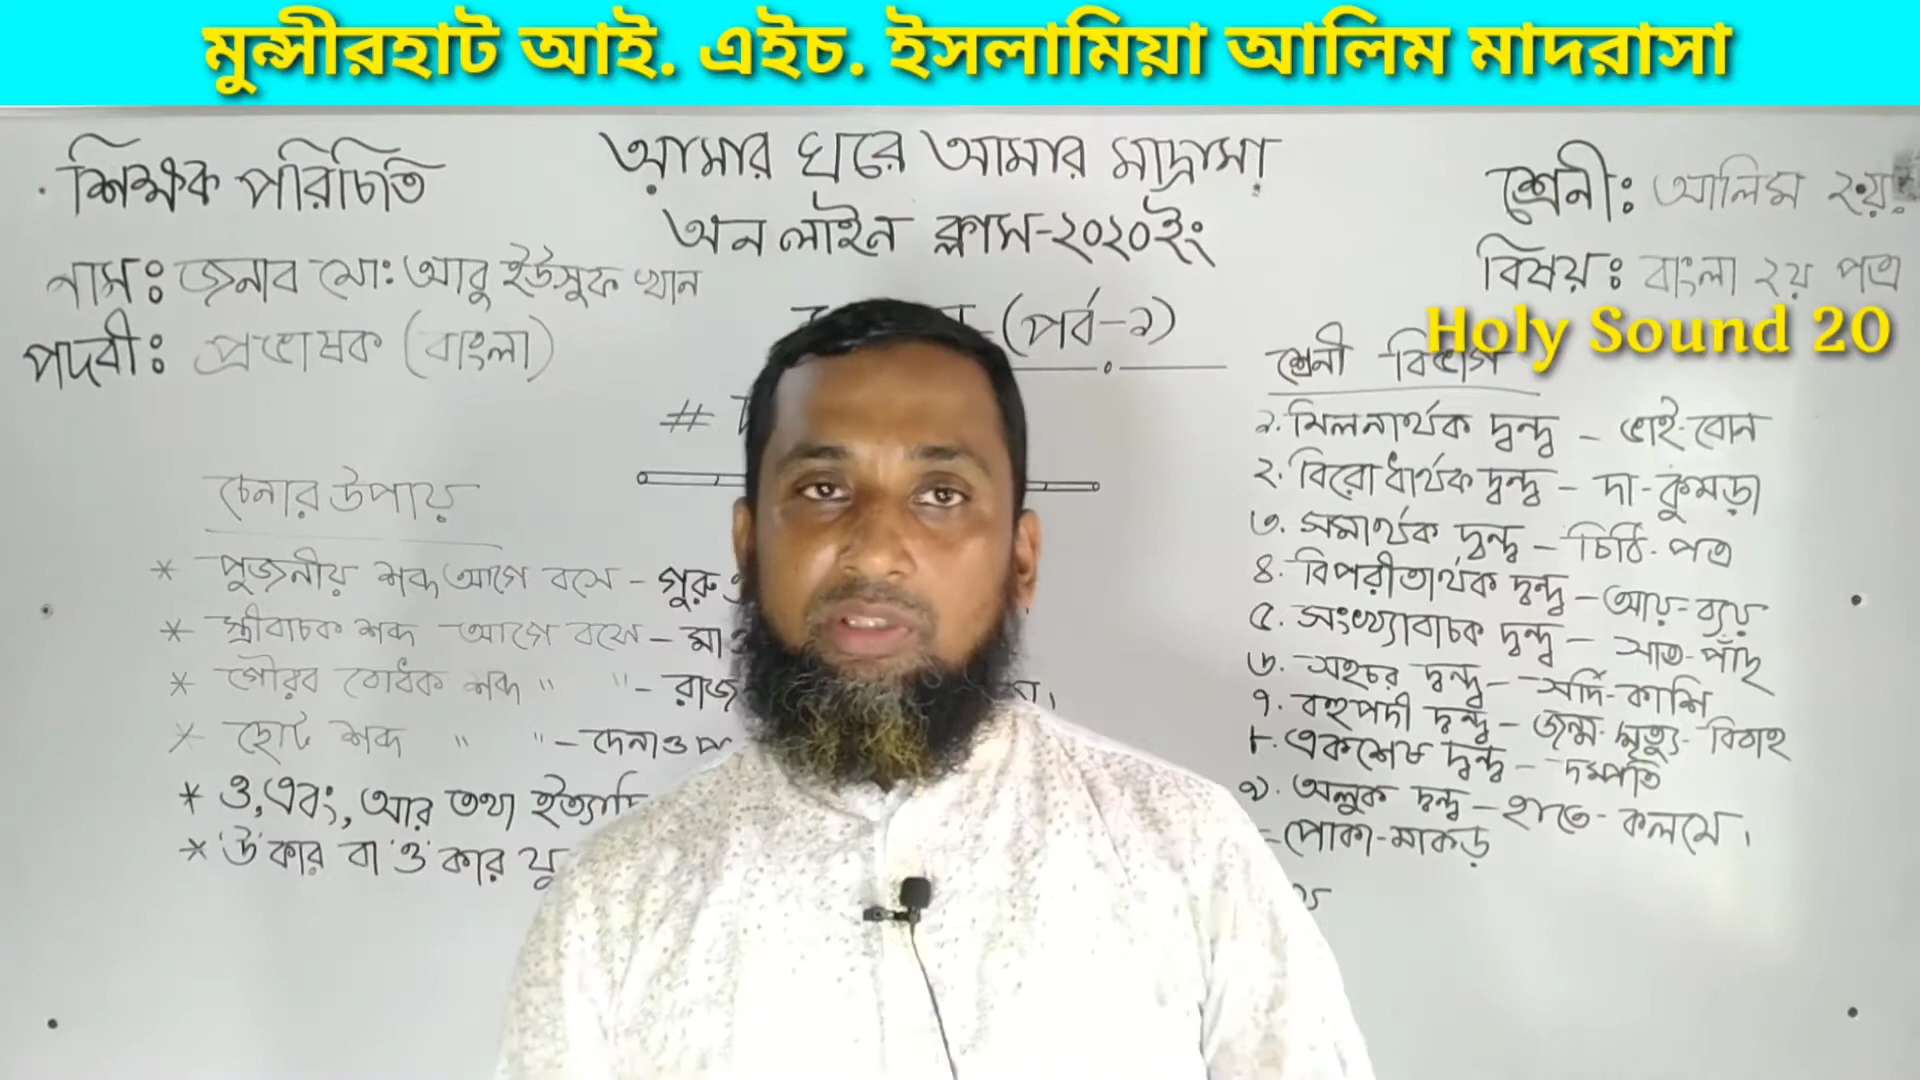 মুন্সীরহাট আই. এইচ. ইসলামিয়া আলিম মাদরাসা
আমার ঘরে আমার মাদ্রাসা
অন লাইন ক্লাস-২০২০ইং
(পর্ব-১)
#
শিক্ষক পরিচিতি
নাম: জনাব মো: আবু ইউসুফ খান
পদবী: প্রভাষক (বাংলা)
শ্রেনী: আলিম ২য়.
বিষয়: বাংলা ২য় পত্র
Holy Sound 20
চেনার উপায়
* পুজনীয় শব্দ আগে বসে - গুরু
* স্ত্রীবাচক শব্দ আগে বসে - মা
* গৌরব বোধক শব্দ " " - রাজ
* ছোট শব্দ " " - দেনাও
* ও, এবং, আর তথা ইত্যাদি
* 'উ' কার বা 'ও' কার যু
শ্রেনী বিভাগ
১. মিলনার্থক দ্বন্দ্ব - ভাই-বোন
২. বিরোধার্থক দ্বন্দ্ব - দা-কুমড়া
৩. সমার্থক দ্বন্দ্ব - চিঠি-পত্র
৪. বিপরীতার্থক দ্বন্দ্ব - আয়-ব্যয়
৫. সংখ্যাবাচক দ্বন্দ্ব - সাত-পাঁচ
৬. সহচর দ্বন্দ্ব - সর্দি-কাশি
৭. বহুপদী দ্বন্দ্ব - জন্ম-মৃত্যু-বিবাহ
৮. একশেষ দ্বন্দ্ব - দম্পতি
৯. অলুক দ্বন্দ্ব - হাতে-কলমে।
-পোকা-মাকড়